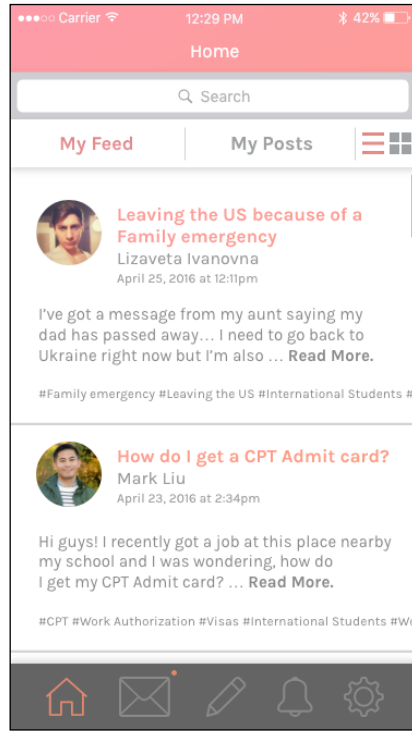 Carrier 12:29 PM 42%
Home
Search
My Feed My Posts
Leaving the US because of a
Family emergency
Lizaveta Ivanovna
April 25, 2016 at 12:11pm
I've got a message from my aunt saying my
dad has passed away… I need to go back to
Ukraine right now but I'm also … Read More.
#Family emergency #Leaving the US #International Students #
How do I get a CPT Admit card?
Mark Liu
April 23, 2016 at 2:34pm
Hi guys! I recently got a job at this place nearby
my school and I was wondering, how do
I get my CPT Admit card? … Read More.
#CPT #Work Authorization #Visas #International Students